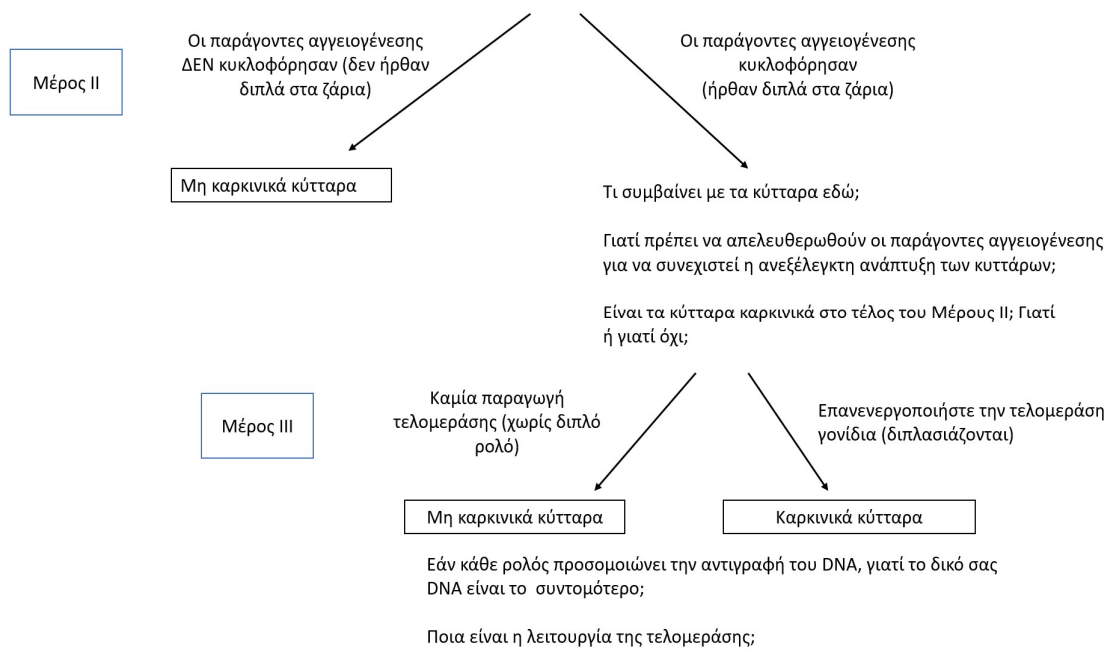 Οι παράγοντες αγγειογένεσης
ΔΕΝ κυκλοφόρησαν (δεν ήρθαν
διπλά στα ζάρια)
Οι παράγοντες αγγειογένεσης
κυκλοφόρησαν
(ήρθαν διπλά στα ζάρια)
Μέρος II
Μη καρκινικά κύτταρα
Τι συμβαίνει με τα κύτταρα εδώ;
Γιατί πρέπει να απελευθερωθούν οι παράγοντες αγγειογένεσης
για να συνεχιστεί η ανεξέλεγκτη ανάπτυξη των κυττάρων;
Είναι τα κύτταρα καρκινικά στο τέλος του Μέρους II; Γιατί
ή γιατί όχι;
Μέρος III
Καμία παραγωγή
τελομεράσης (χωρίς διπλό
ρολό)
Επανενεργοποιήστε την τελομεράση
γονίδια (διπλασιάζονται)
Μη καρκινικά κύτταρα
Καρκινικά κύτταρα
Εάν κάθε ρολός προσομοιώνει την αντιγραφή του DNA, γιατί το δικό σας
DNA είναι το συντομότερο;
Ποια είναι η λειτουργία της τελομεράσης;